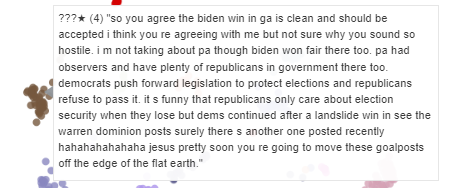 ???★ (4) "so you agree the biden win in ga is clean and should be
accepted i think you re agreeing with me but not sure why you sound so
hostile. i m not taking about pa though biden won fair there too. pa had
observers and have plenty of republicans in government there too.
democrats push forward legislation to protect elections and republicans
refuse to pass it. it s funny that republicans only care about election
security when they lose but dems continued after a landslide win in see the
warren dominion posts surely there s another one posted recently
hahahahahahaha jesus pretty soon you re going to move these goalposts
off the edge of the flat earth."